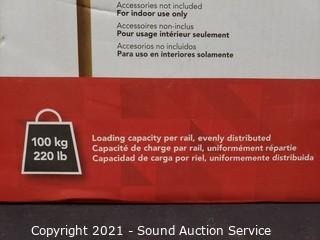 Accessories not included
For indoor use only
Accessoires non-inclus
Pour usage intérieur seulement
Accesorios no incluidos
Para uso en interiores solamente
100 kg
220 lb
Loading capacity per rail, evenly distributed
Capacité de charge par rail, uniformément répartie
Capacidad de carga por riel, uniformemente distribuida
Copyright 2021 - Sound Auction Service